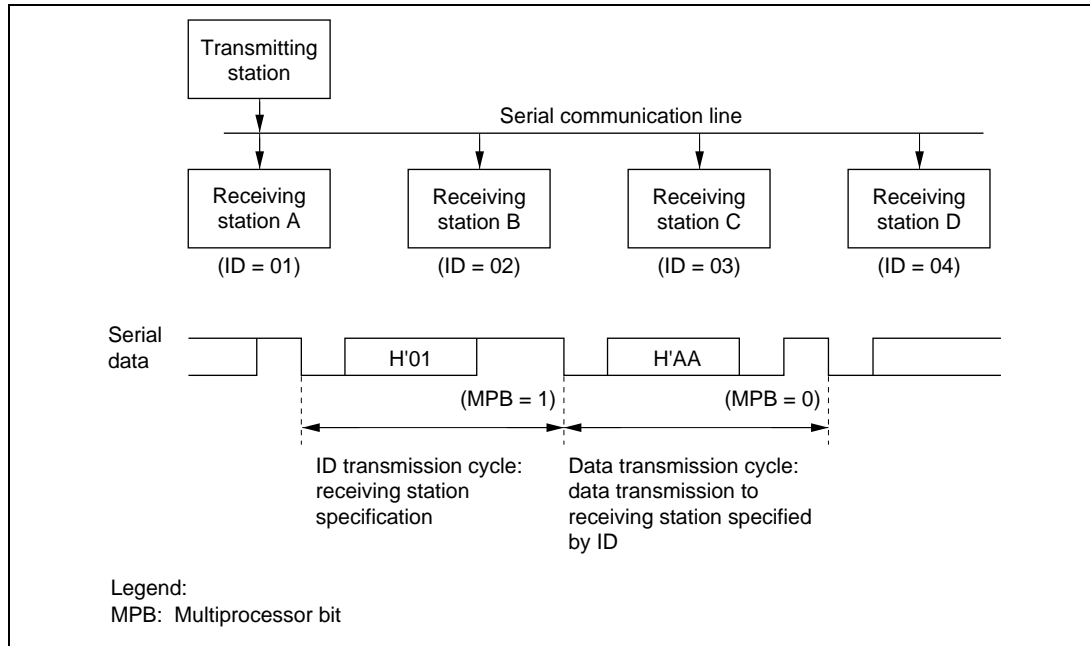 Transmitting
station
Serial communication line
Receiving
station A
Receiving
station B
Receiving
station C
Receiving
station D
(ID = 01)
(ID = 02)
(ID = 03)
(ID = 04)
Serial
data
H'01
H'AA
(MPB = 1)
(MPB = 0)
ID transmission cycle:
receiving station
specification
Data transmission cycle:
data transmission to
receiving station specified
by ID
Legend:
MPB: Multiprocessor bit